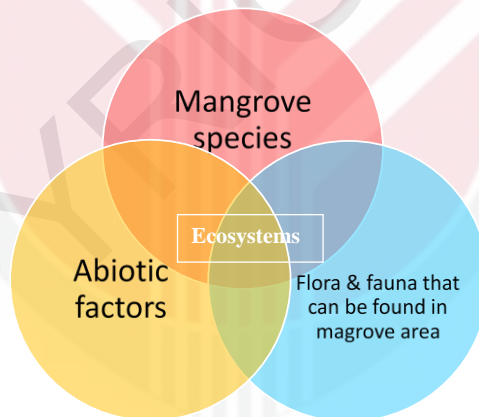 Mangrove
species
Ecosystems
Abiotic
factors
Flora & fauna that
can be found in
magrove area